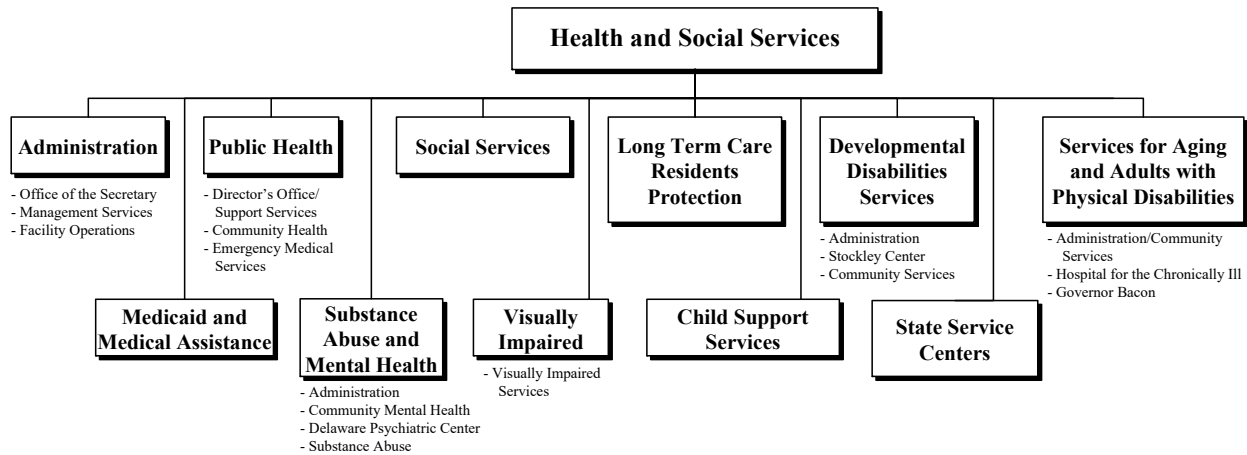 Health and Social Services
Administration
- Office of the Secretary
- Management Services
- Facility Operations
Public Health
- Director’s Office/
Support Services
- Community Health
- Emergency Medical
Services
Social Services
Long Term Care
Residents
Protection
Developmental
Disabilities
Services
- Administration
- Stockley Center
- Community Services
Services for Aging
and Adults with
Physical Disabilities
- Administration/Community
Services
- Hospital for the Chronically Ill
- Governor Bacon
Medicaid and
Medical Assistance
Substance
Abuse and
Mental Health
- Administration
- Community Mental Health
- Delaware Psychiatric Center
- Substance Abuse
Visually
Impaired
- Visually Impaired
Services
Child Support
Services
State Service
Centers